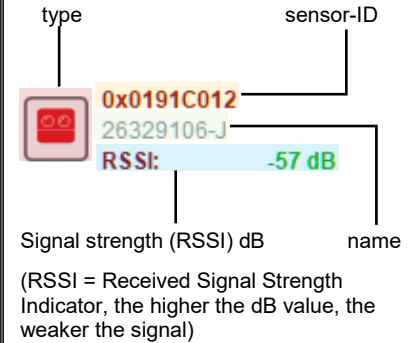 type sensor-ID
0x0191C012
26329106-J
RSSI: -57 dB
Signal strength (RSSI) dB name
(RSSI = Received Signal Strength
Indicator, the higher the dB value, the
weaker the signal)